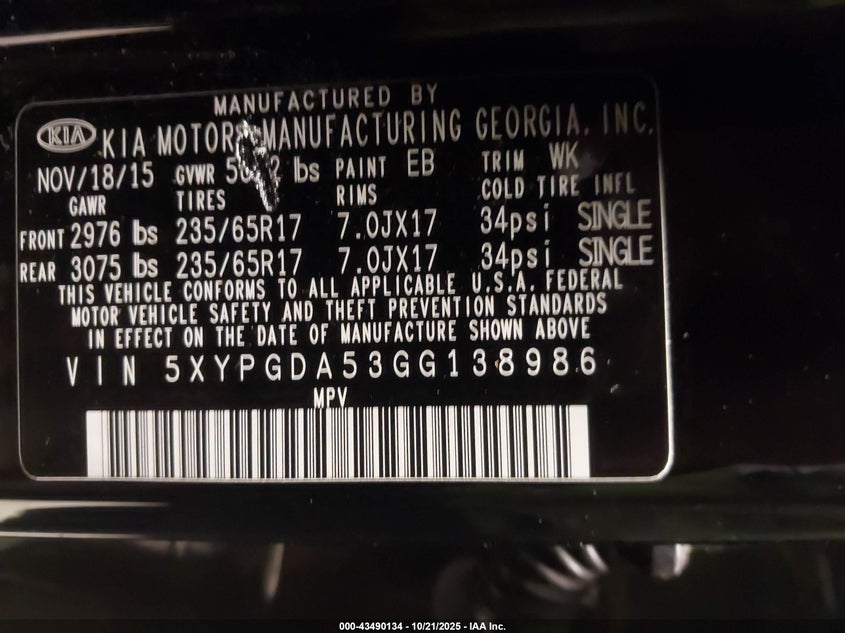 MANUFACTURED BY
KIA KIA MOTORS MANUFACTURING GEORGIA, INC.
NOV/18/15 GVWR lbs PAINT EB TRIM WK
GAWR TIRES RIMS COLD TIRE INFL
FRONT 2976 lbs 235/65R17 7.0JX17 34psi SINGLE
REAR 3075 lbs 235/65R17 7.0JX17 34psi SINGLE
THIS VEHICLE CONFORMS TO ALL APPLICABLE U.S.A. FEDERAL
MOTOR VEHICLE SAFETY AND THEFT PREVENTION STANDARDS
IN EFFECT ON THE DATE OF MANUFACTURE SHOWN ABOVE
VIN 5XYPGDA53GG138986
MPV
000-43490134 - 10/21/2025 - IAA Inc.